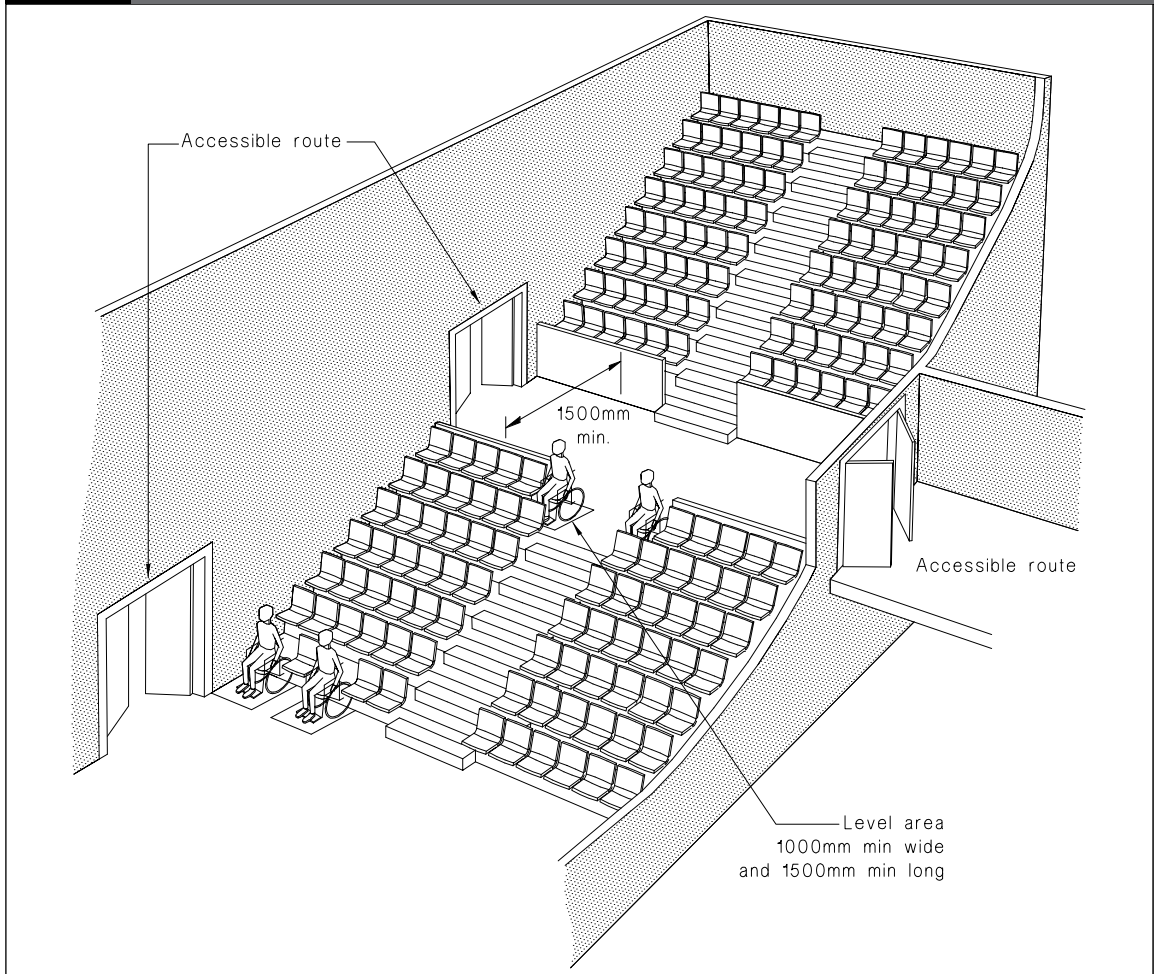 Accessible route
1500mm
min.
Accessible route
Level area
1000mm min wide
and 1500mm min long